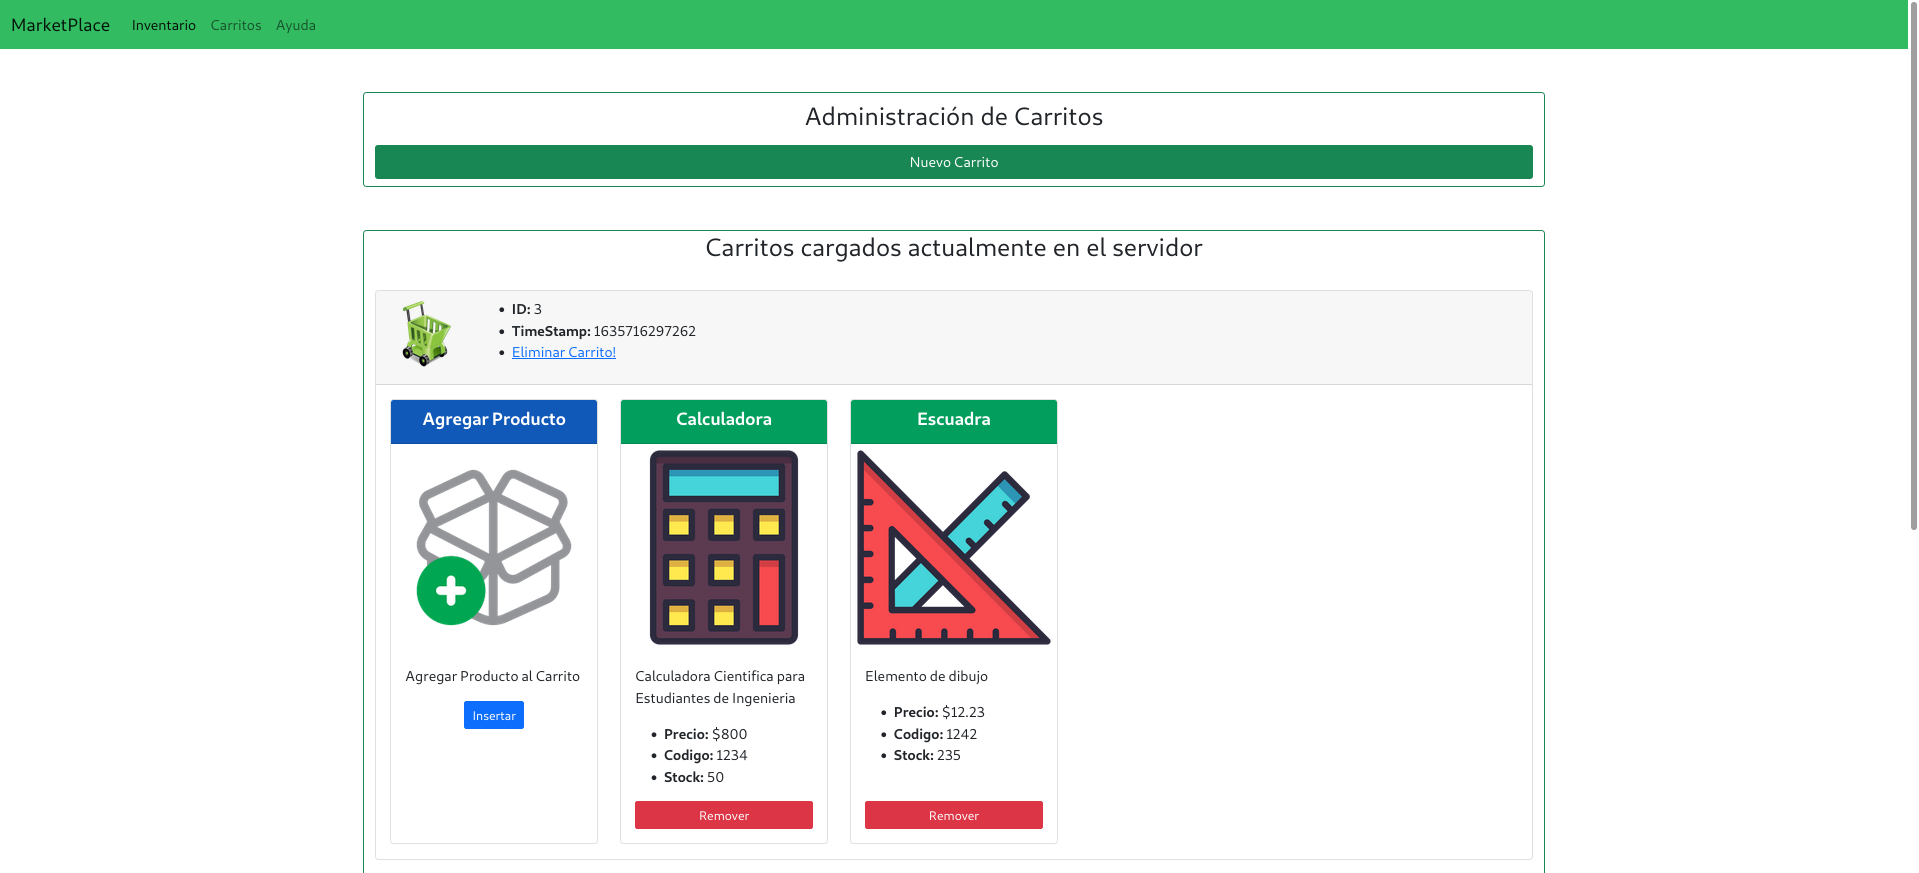 MarketPlace Inventario Carritos Ayuda
Administración de Carritos
Nuevo Carrito
Carritos cargados actualmente en el servidor
ID: 3
TimeStamp: 1635716297262
Eliminar Carrito!
Agregar Producto
Agregar Producto al Carrito
Insertar
Calculadora
Calculadora Cientifica para
Estudiantes de Ingenieria
Precio: $800
Codigo: 1234
Stock: 50
Remover
Escuadra
Elemento de dibujo
Precio: $12.23
Codigo: 1242
Stock: 235
Remover